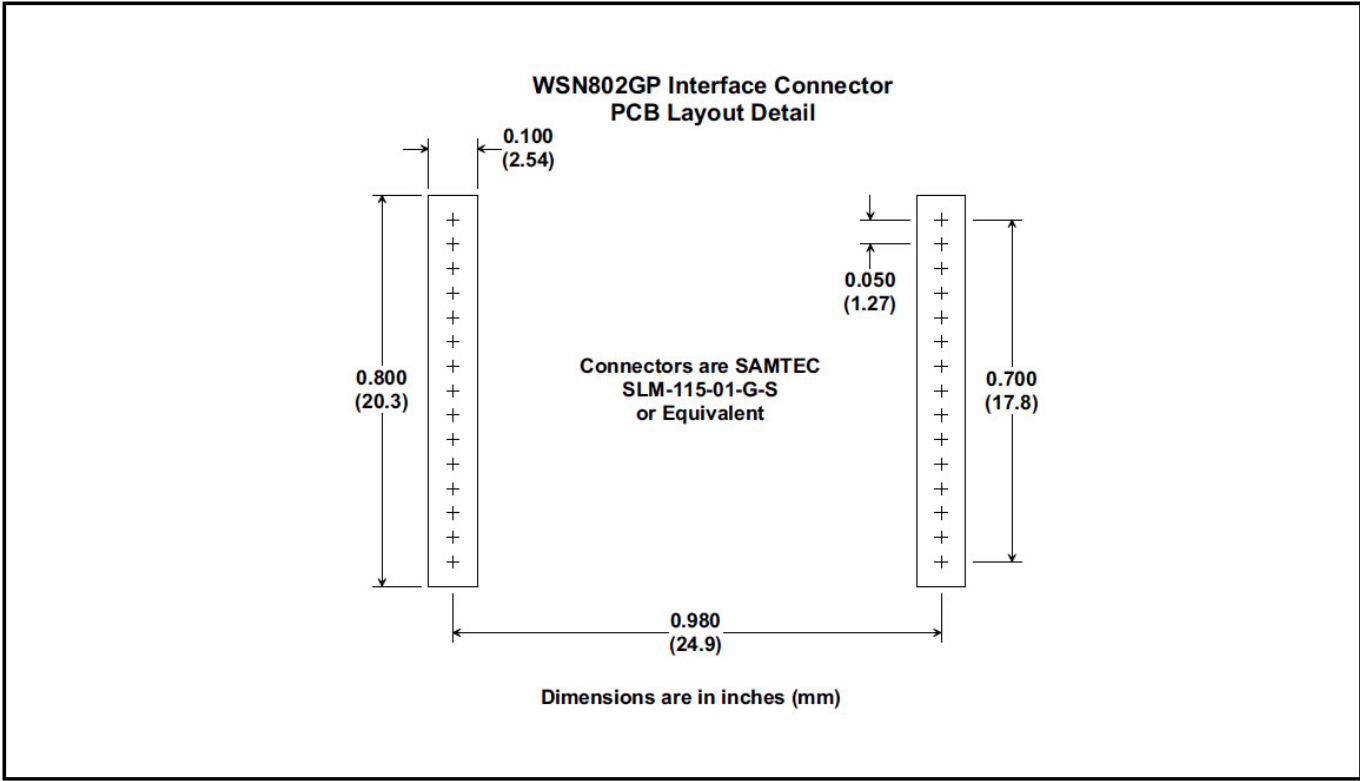 WSN802GP Interface Connector
PCB Layout Detail
0.100
(2.54)
0.050
(1.27)
Connectors are SAMTEC
SLM-115-01-G-S
or Equivalent
0.800
(20.3)
0.700
(17.8)
0.980
(24.9)
Dimensions are in inches (mm)